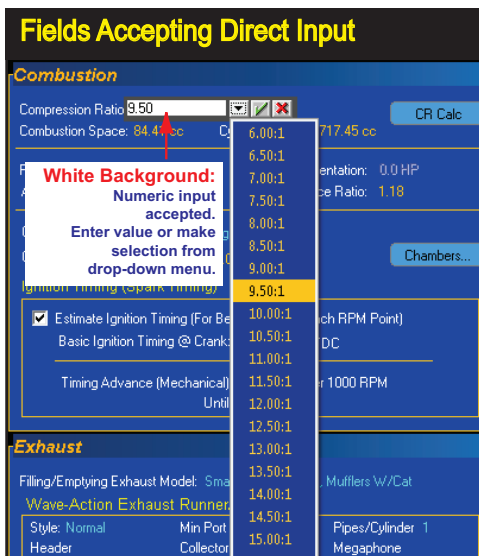 Fields Accepting Direct Input
Combustion
Compression Ratio 9.50
CR Calc
Combustion Space: 84.41 cc
717.45 cc
White Background:
Numeric input
accepted.
Enter value or make
selection from
drop-down menu.
entation: 0.0 HP
ce Ratio: 1.18
Chambers...
Ignition Timing (Spark Timing)
Estimate Ignition Timing (For Be
ch RPM Point)
Basic Ignition Timing @ Crank:
DC
Timing Advance (Mechanical)
r 1000 RPM
Until
6.00:1
6.50:1
7.00:1
7.50:1
8.00:1
8.50:1
9.00:1
9.50:1
10.00:1
10.50:1
11.00:1
11.50:1
12.00:1
12.50:1
13.00:1
13.50:1
14.00:1
14.50:1
15.00:1
Exhaust
Filling/Emptying Exhaust Model: Sma
, Mufflers W/Cat
Wave-Action Exhaust Runner
Style: Normal
Min Port
Pipes/Cylinder 1
Header
Collector
Megaphone